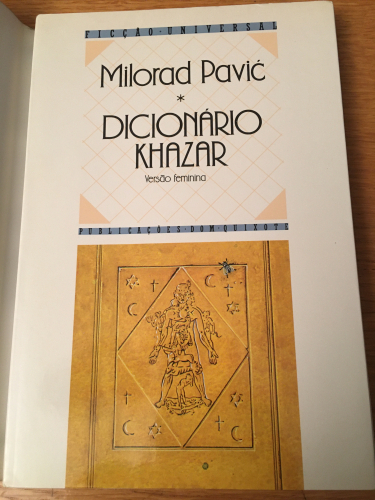 FICÇÃO·UNIVERSAL
Milorad Pavić
*
DICIONÁRIO
KHAZAR
Versão feminina
PUBLICAÇÕES·DOM·QUIXOTE